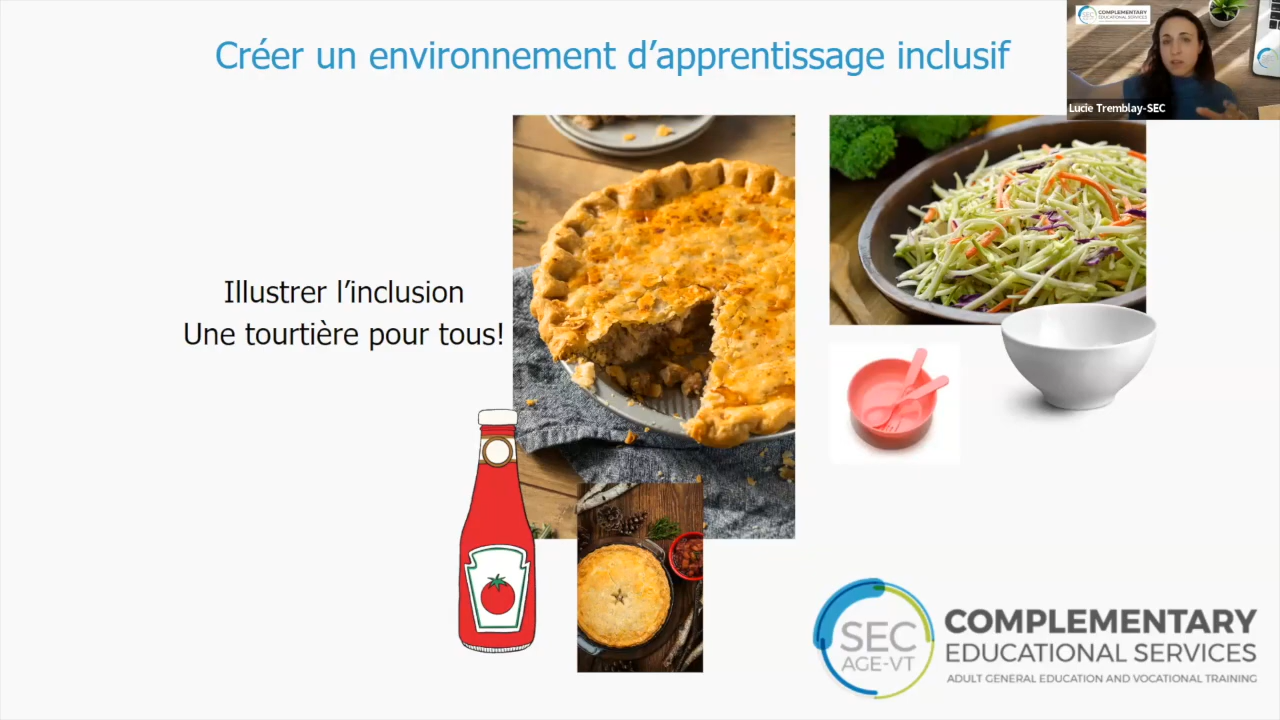 Créer un environnement d’apprentissage inclusif
COMPLEMENTARY
EDUCATIONAL SERVICES
Lucie Tremblay-SEC
Illustrer l’inclusion
Une tourtière pour tous!
SEC
AGE-VT
COMPLEMENTARY
EDUCATIONAL SERVICES
ADULT GENERAL EDUCATION AND VOCATIONAL TRAINING